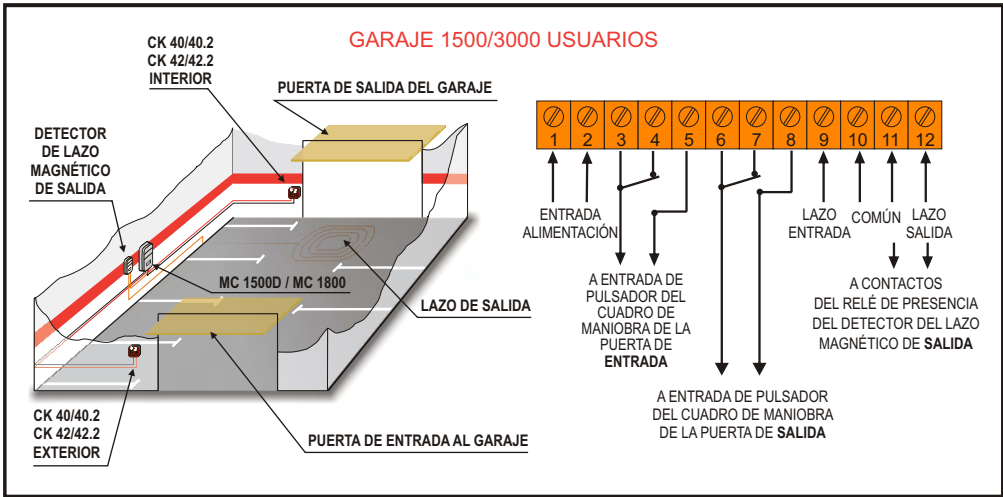 GARAJE 1500/3000 USUARIOS
CK 40/40.2
CK 42/42.2
INTERIOR
PUERTA DE SALIDA DEL GARAJE
DETECTOR
DE LAZO
MAGNÉTICO
DE SALIDA
MC 1500D / MC 1800
LAZO DE SALIDA
CK 40/40.2
CK 42/42.2
EXTERIOR
PUERTA DE ENTRADA AL GARAJE
1 2 3 4 5 6 7 8 9 10 11 12
ENTRADA
ALIMENTACIÓN
LAZO
ENTRADA
COMÚN
LAZO
SALIDA
A ENTRADA DE
PULSADOR DEL
CUADRO DE
MANIOBRA DE LA
PUERTA DE
ENTRADA
A CONTACTOS
DEL RELÉ DE PRESENCIA
DEL DETECTOR DEL LAZO
MAGNÉTICO DE SALIDA
A ENTRADA DE PULSADOR
DEL CUADRO DE MANIOBRA
DE LA PUERTA DE SALIDA